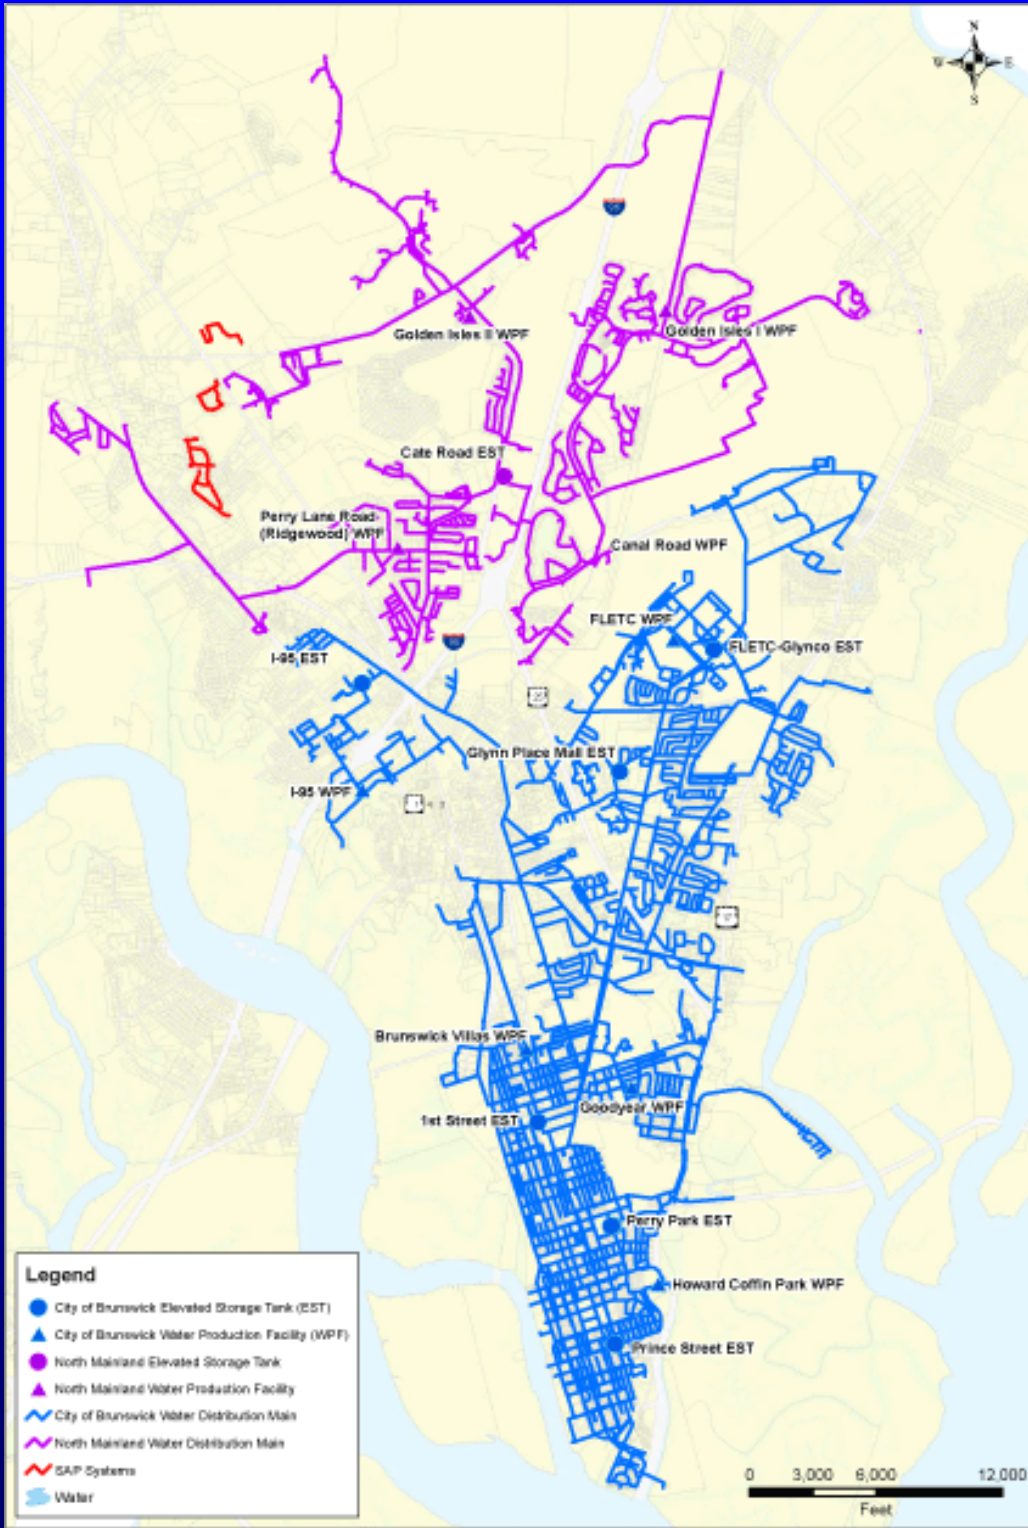 N
W E
S
Golden Isles II WPF
Golden Isles I WPF
Cate Road EST
Perry Lane Road-
(Ridgewood) WPF
Canal Road WPF
FLETC WPF
FLETC-Glynco EST
I-95 EST
Glynn Place Mall EST
I-95 WPF
17
Brunswick Villas WPF
Goodyear WPF
1st Street EST
Perry Park EST
Howard Coffin Park WPF
Prince Street EST
Legend
City of Brunswick Elevated Storage Tank (EST)
City of Brunswick Water Production Facility (WPF)
North Mainland Elevated Storage Tank
North Mainland Water Production Facility
City of Brunswick Water Distribution Main
North Mainland Water Distribution Main
SAP Systems
Water
0 3,000 6,000 12,000
Feet